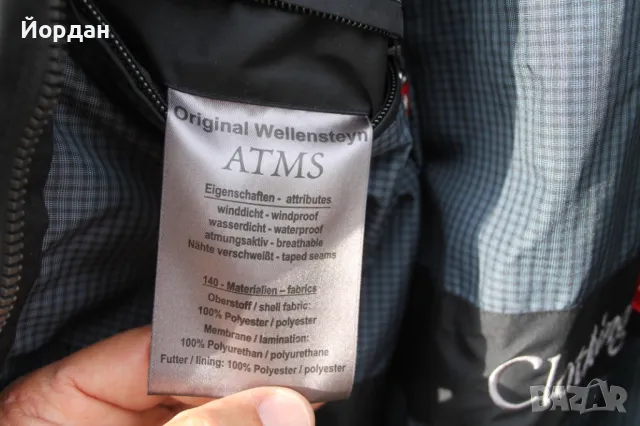 Йордан
Original Wellensteyn
ATMS
Eigenschaften - attributes
winddicht - windproof
wasserdicht - waterproof
atmungsaktiv - breathable
Nähte verschweißt - taped seams
140 - Materialien – fabrics
Oberstoff / shell fabric:
100% Polyester / polyester
Membrane / lamination:
100% Polyurethan / polyurethane
Futter / lining: 100% Polyester / polyester
Clothing
BAZAR